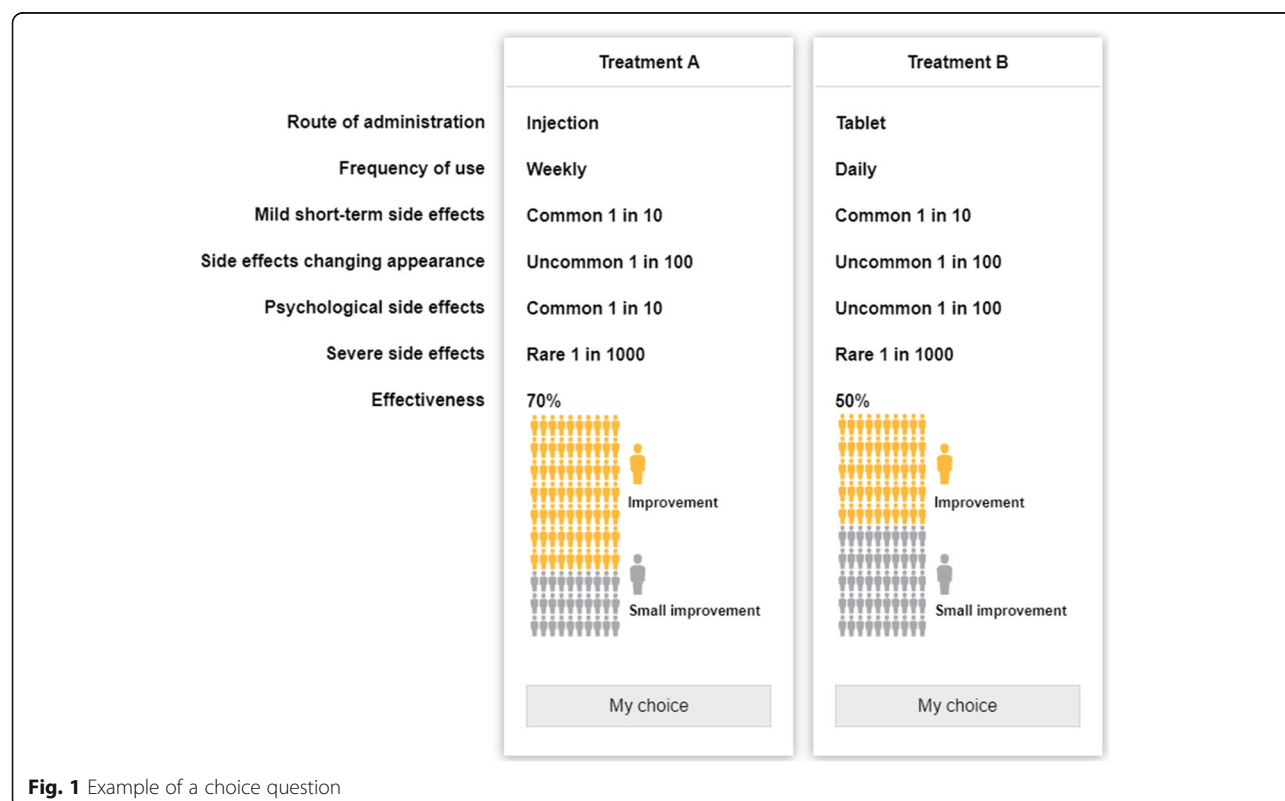 Treatment A Treatment B
Route of administration Injection Tablet
Frequency of use Weekly Daily
Mild short-term side effects Common 1 in 10 Common 1 in 10
Side effects changing appearance Uncommon 1 in 100 Uncommon 1 in 100
Psychological side effects Common 1 in 10 Uncommon 1 in 100
Severe side effects Rare 1 in 1000 Rare 1 in 1000
Effectiveness 70% 50%
Improvement Improvement
Small improvement Small improvement
My choice My choice
Fig. 1 Example of a choice question